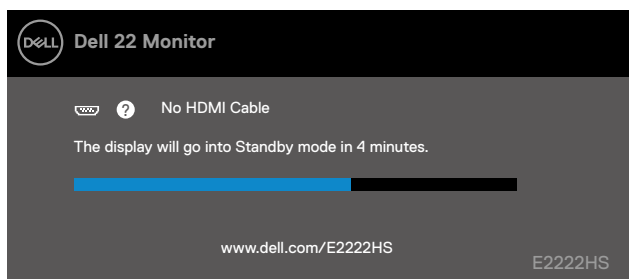 DELL Dell 22 Monitor
? No HDMI Cable
The display will go into Standby mode in 4 minutes.
www.dell.com/E2222HS
E2222HS